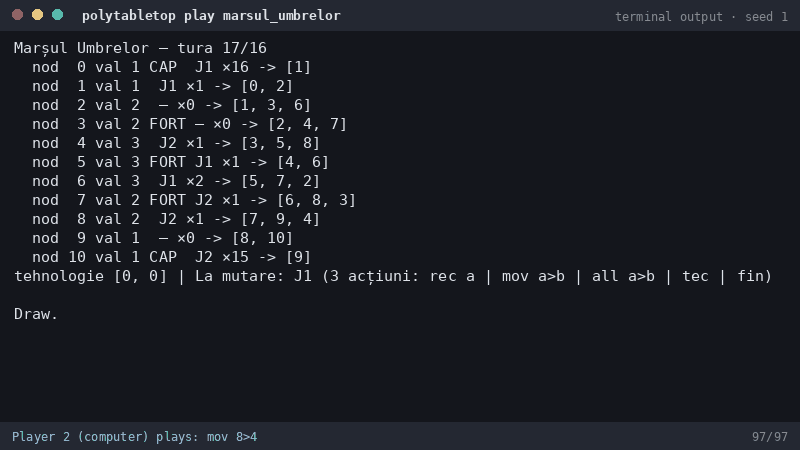 polytabletop play marsul_umbrelor
terminal output · seed 1
Marșul Umbrelor — tura 17/16
nod 0 val 1 CAP J1 ×16 -> [1]
nod 1 val 1 J1 ×1 -> [0, 2]
nod 2 val 2 — ×0 -> [1, 3, 6]
nod 3 val 2 FORT — ×0 -> [2, 4, 7]
nod 4 val 3 J2 ×1 -> [3, 5, 8]
nod 5 val 3 FORT J1 ×1 -> [4, 6]
nod 6 val 3 J1 ×2 -> [5, 7, 2]
nod 7 val 2 FORT J2 ×1 -> [6, 8, 3]
nod 8 val 2 J2 ×1 -> [7, 9, 4]
nod 9 val 1 — ×0 -> [8, 10]
nod 10 val 1 CAP J2 ×15 -> [9]
tehnologie [0, 0] | La mutare: J1 (3 acțiuni: rec a | mov a>b | all a>b | tec | fin)
Draw.
Player 2 (computer) plays: mov 8>4
97/97